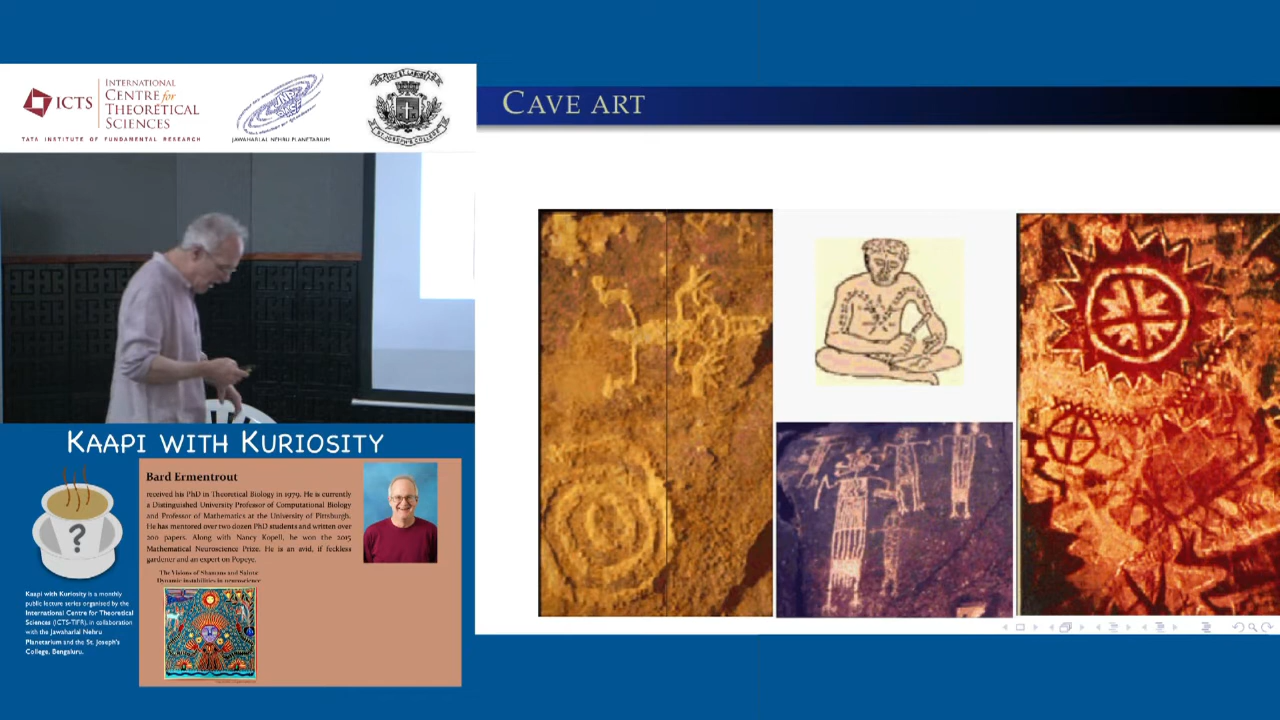 ICTS
INTERNATIONAL
CENTRE for
THEORETICAL
SCIENCES
TATA INSTITUTE OF FUNDAMENTAL RESEARCH
JAWAHARLAL NEHRU PLANETARIUM
CAVE ART
KAAPI WITH KURIOSITY
?
Bard Ermentrout
received his PhD in Theoretical Biology in 1979. He is currently
a Distinguished University Professor of Computational Biology
and Professor of Mathematics at the University of Pittsburgh.
He has mentored over two dozen PhD students and written over
200 papers. Along with Nancy Kopell, he won the 2015
Mathematical Neuroscience Prize. He is an avid, if feckless
gardener and an expert on Popeye.
The Visions of Shamans and Saints:
Dynamic instabilities in neuroscience
Kaapi with Kuriosity is a monthly
public lecture series organised by the
International Centre for Theoretical
Sciences (ICTS-TIFR), in collaboration
with the Jawaharlal Nehru
Planetarium and the St. Joseph's
College, Bengaluru.